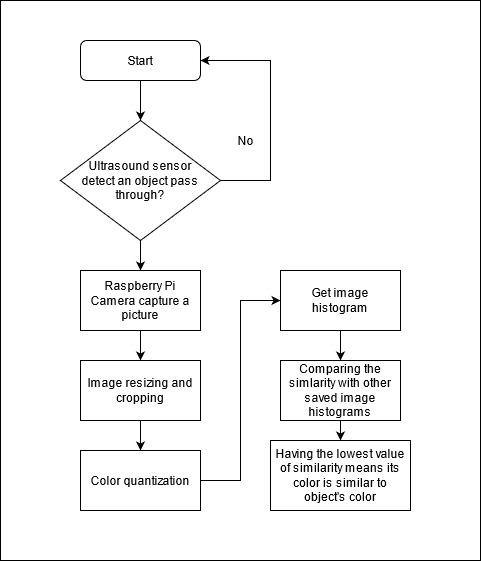 Start
No
Ultrasound sensor
detect an object pass
through?
Raspberry Pi
Camera capture a
picture
Image resizing and
cropping
Color quantization
Get image
histogram
Comparing the
simlarity with other
saved image
histograms
Having the lowest value
of similarity means its
color is similar to
object's color